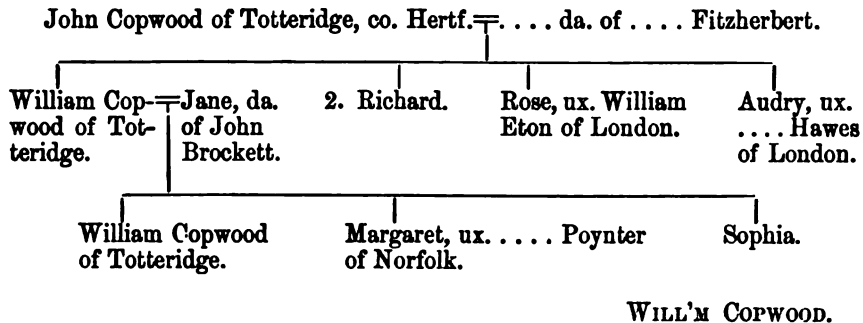 John Copwood of Totteridge, co. Hertf.=. . . . da. of . . . . Fitzherbert.
William Cop-=Jane, da. 2. Richard. Rose, ux. William Audry, ux.
wood of Tot- of John Eton of London. . . . . Hawes
teridge. Brockett. of London.
William Copwood Margaret, ux. . . . . Poynter Sophia.
of Totteridge. of Norfolk.
WILL'M COPWOOD.